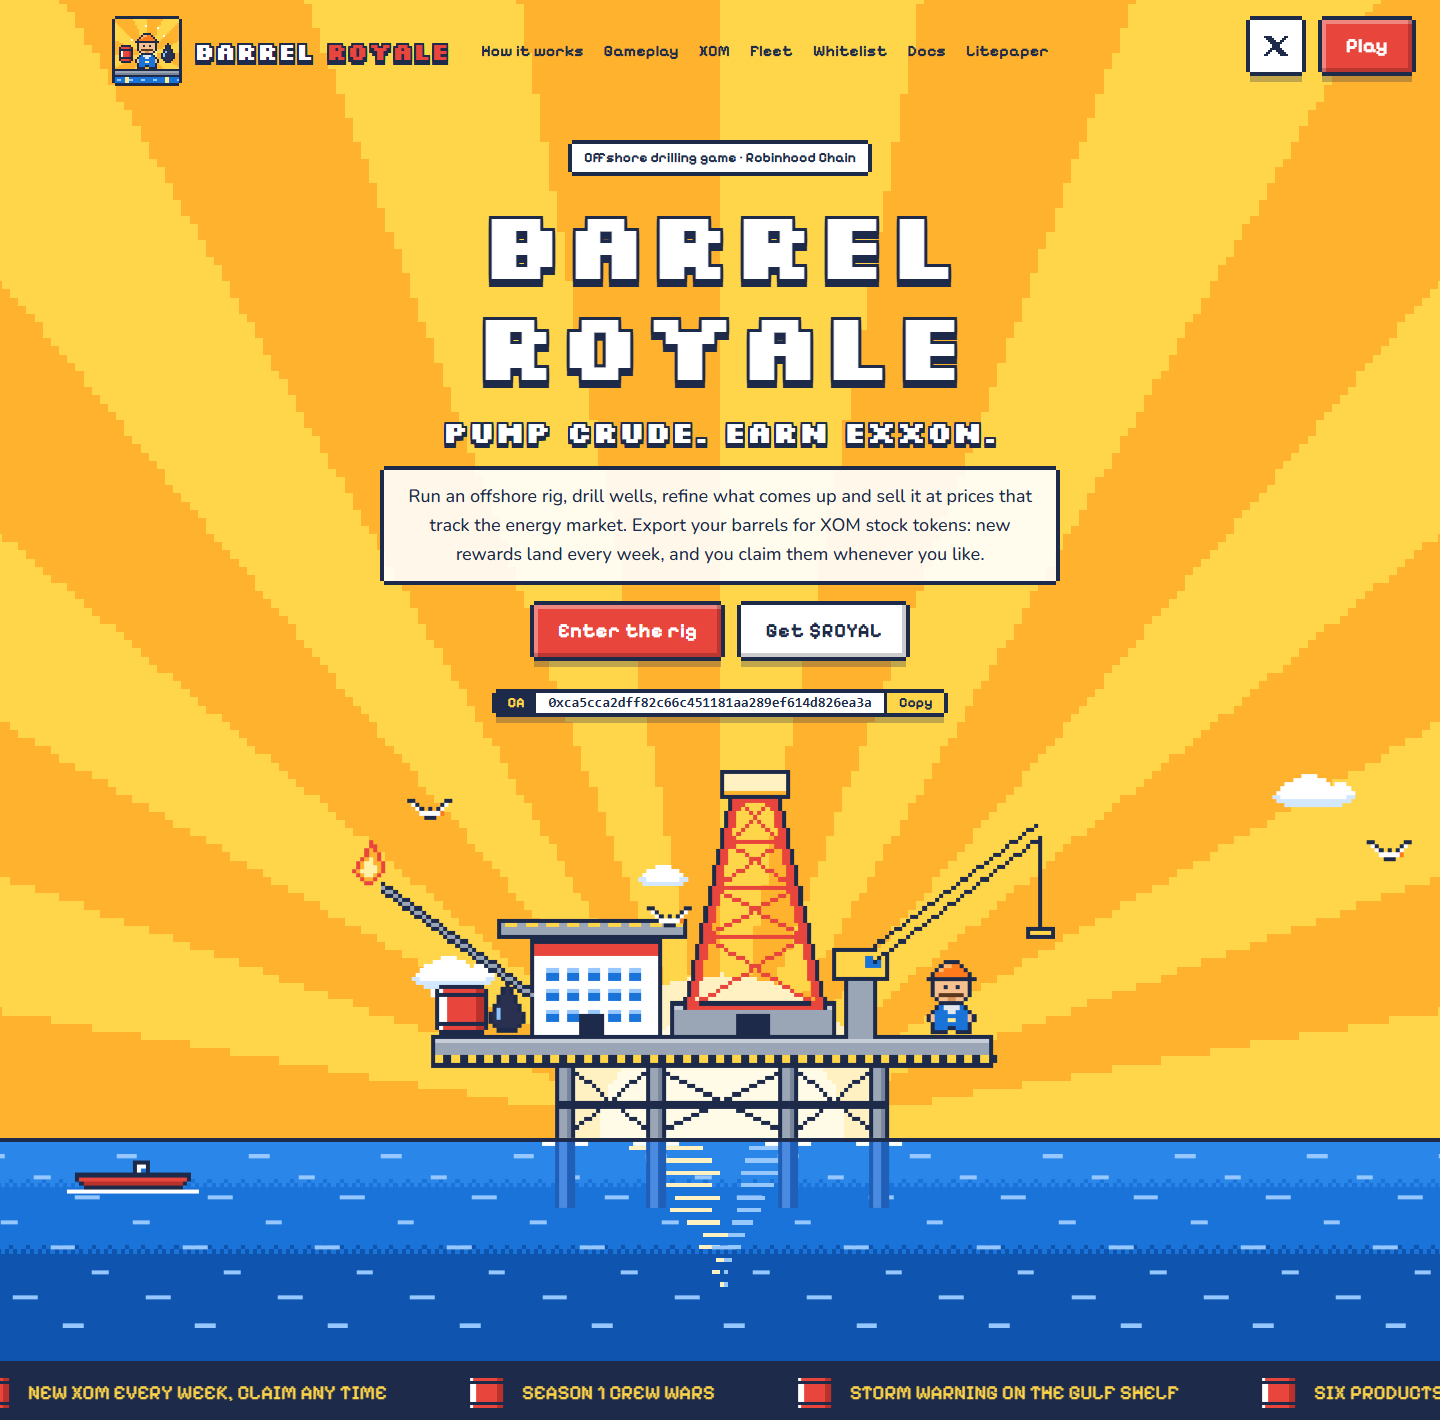 BARREL ROYALE
How it works
Gameplay
XOM
Fleet
Whitelist
Docs
Litepaper
X
Play
Offshore drilling game · Robinhood Chain
BARREL
ROYALE
PUMP CRUDE. EARN EXXON.
Run an offshore rig, drill wells, refine what comes up and sell it at prices that
track the energy market. Export your barrels for XOM stock tokens: new
rewards land every week, and you claim them whenever you like.
Enter the rig
Get $ROYAL
CA 0xca5cca2dff82c66c451181aa289ef614d826ea3a Copy
NEW XOM EVERY WEEK, CLAIM ANY TIME
SEASON 1 CREW WARS
STORM WARNING ON THE GULF SHELF
SIX PRODUCTS